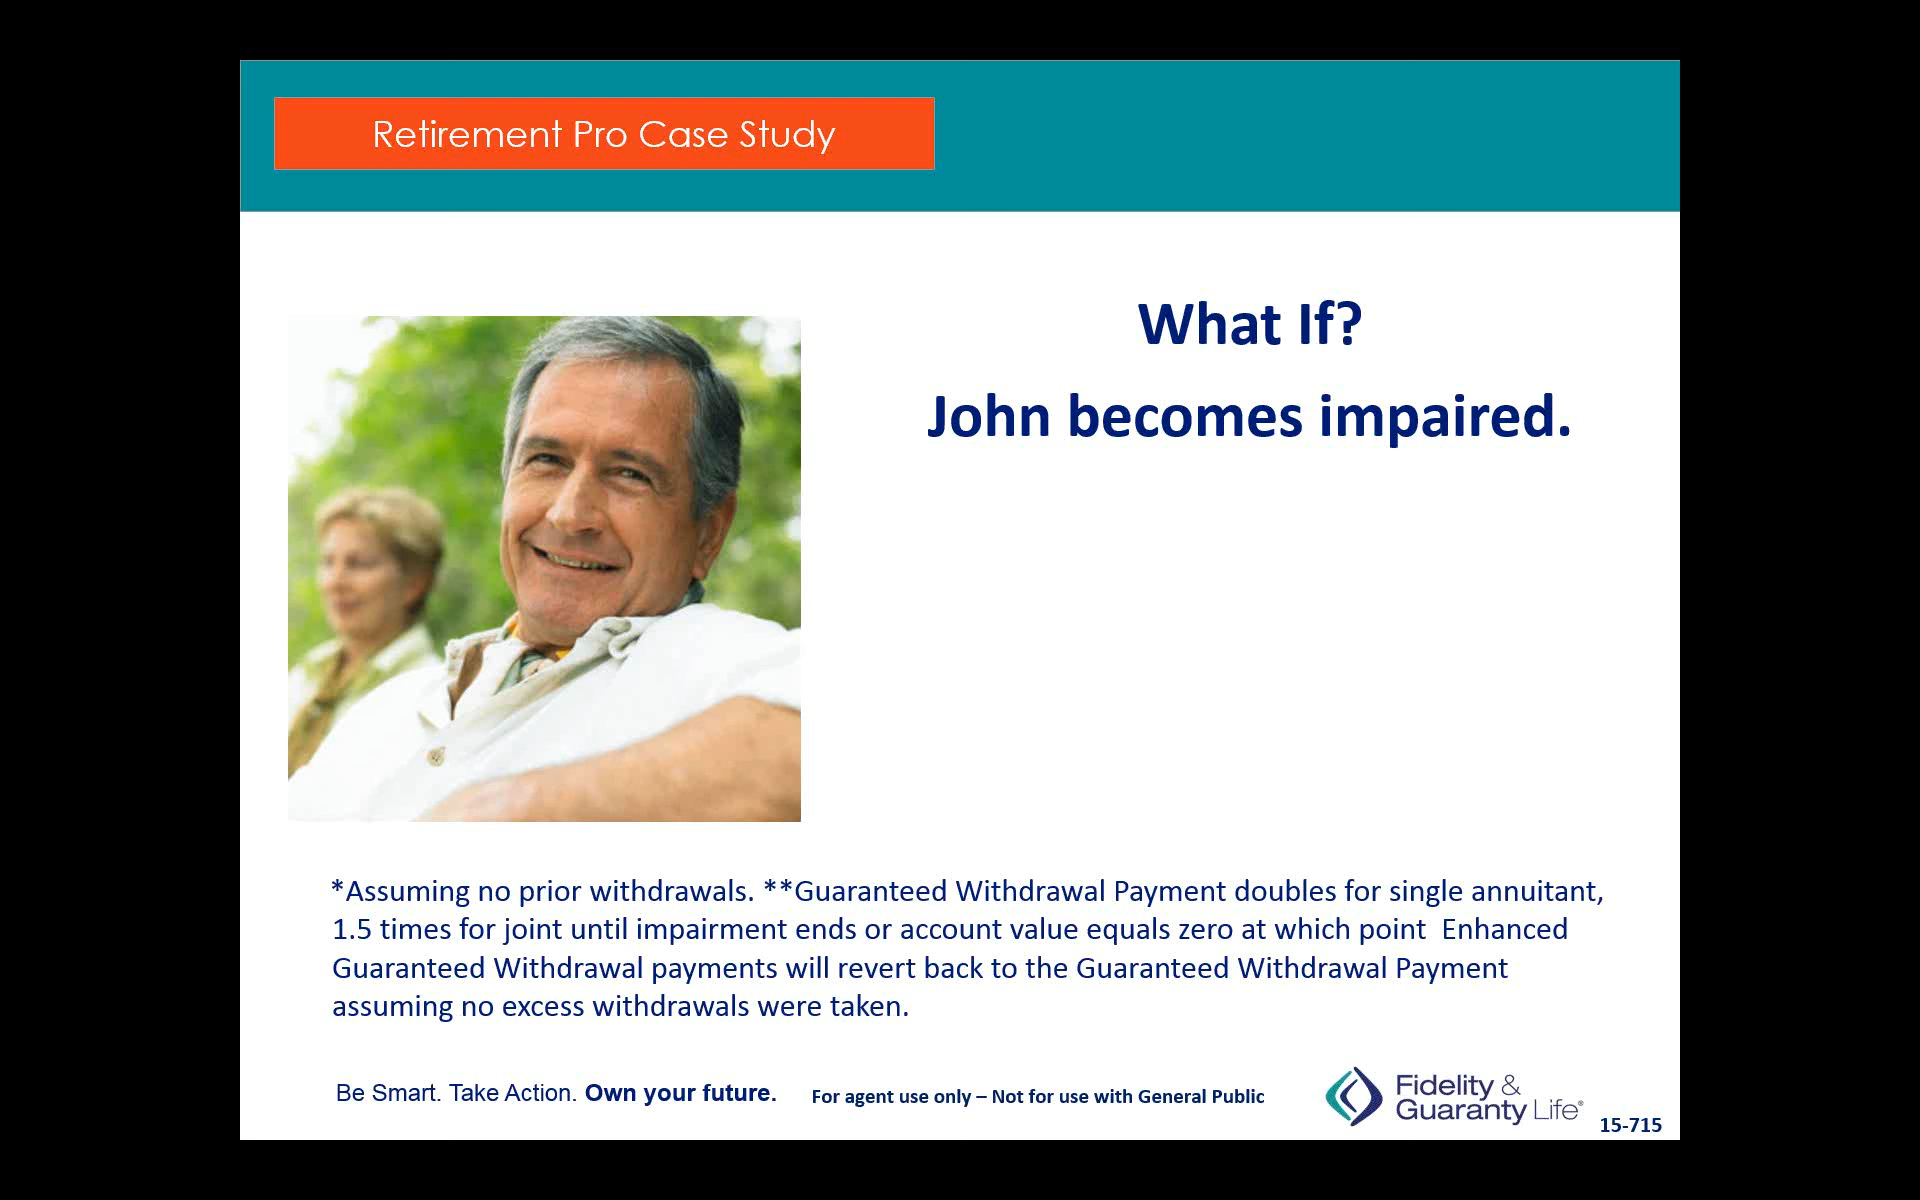 Retirement Pro Case Study
What If?
John becomes impaired.
*Assuming no prior withdrawals. **Guaranteed Withdrawal Payment doubles for single annuitant,
1.5 times for joint until impairment ends or account value equals zero at which point  Enhanced
Guaranteed Withdrawal payments will revert back to the Guaranteed Withdrawal Payment
assuming no excess withdrawals were taken.
Be Smart. Take Action. Own your future.
For agent use only – Not for use with General Public
Fidelity &
Guaranty Life®
15-715